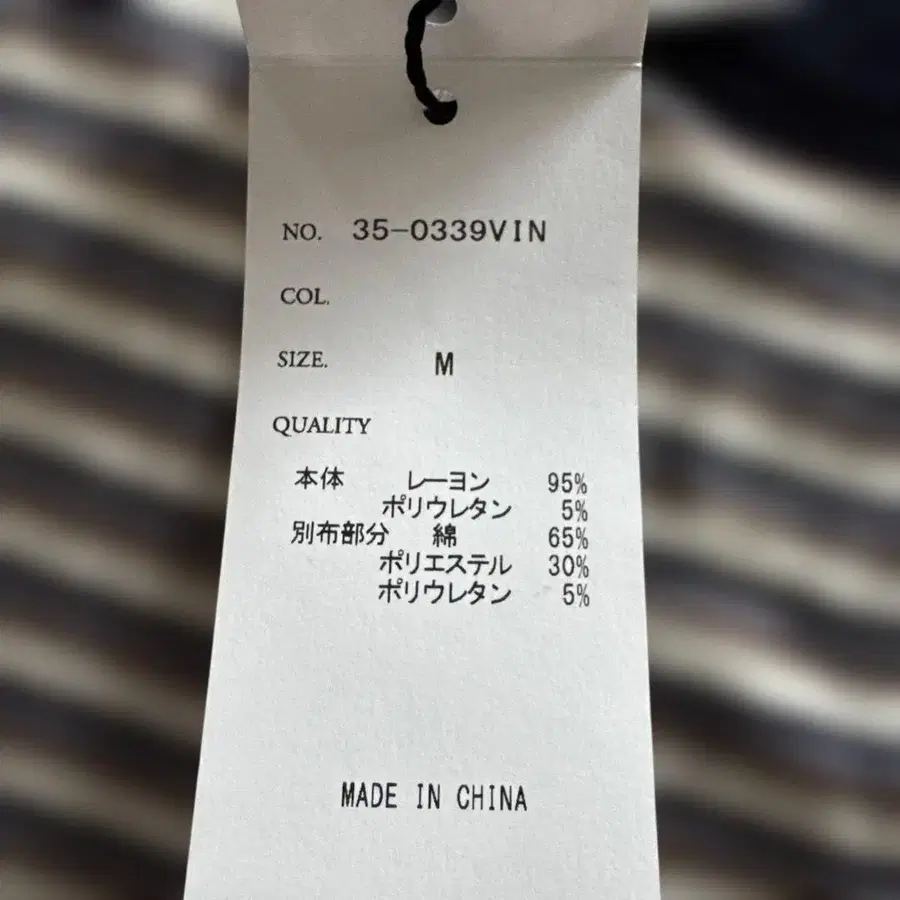 NO. 35-0339VIN
COL.
SIZE. M
QUALITY
本体 レーヨン 95%
ポリウレタン 5%
別布部分 綿 65%
ポリエステル 30%
ポリウレタン 5%
MADE IN CHINA